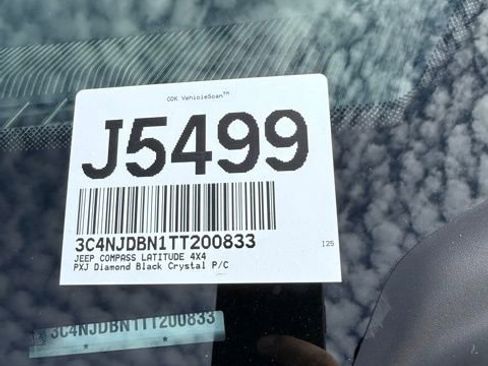 CDK VehicleScan™
J5499
3C4NJDBN1TT200833
JEEP COMPASS LATITUDE 4X4
PXJ Diamond Black Crystal P/C
125
3C4NJDBN1TT200833